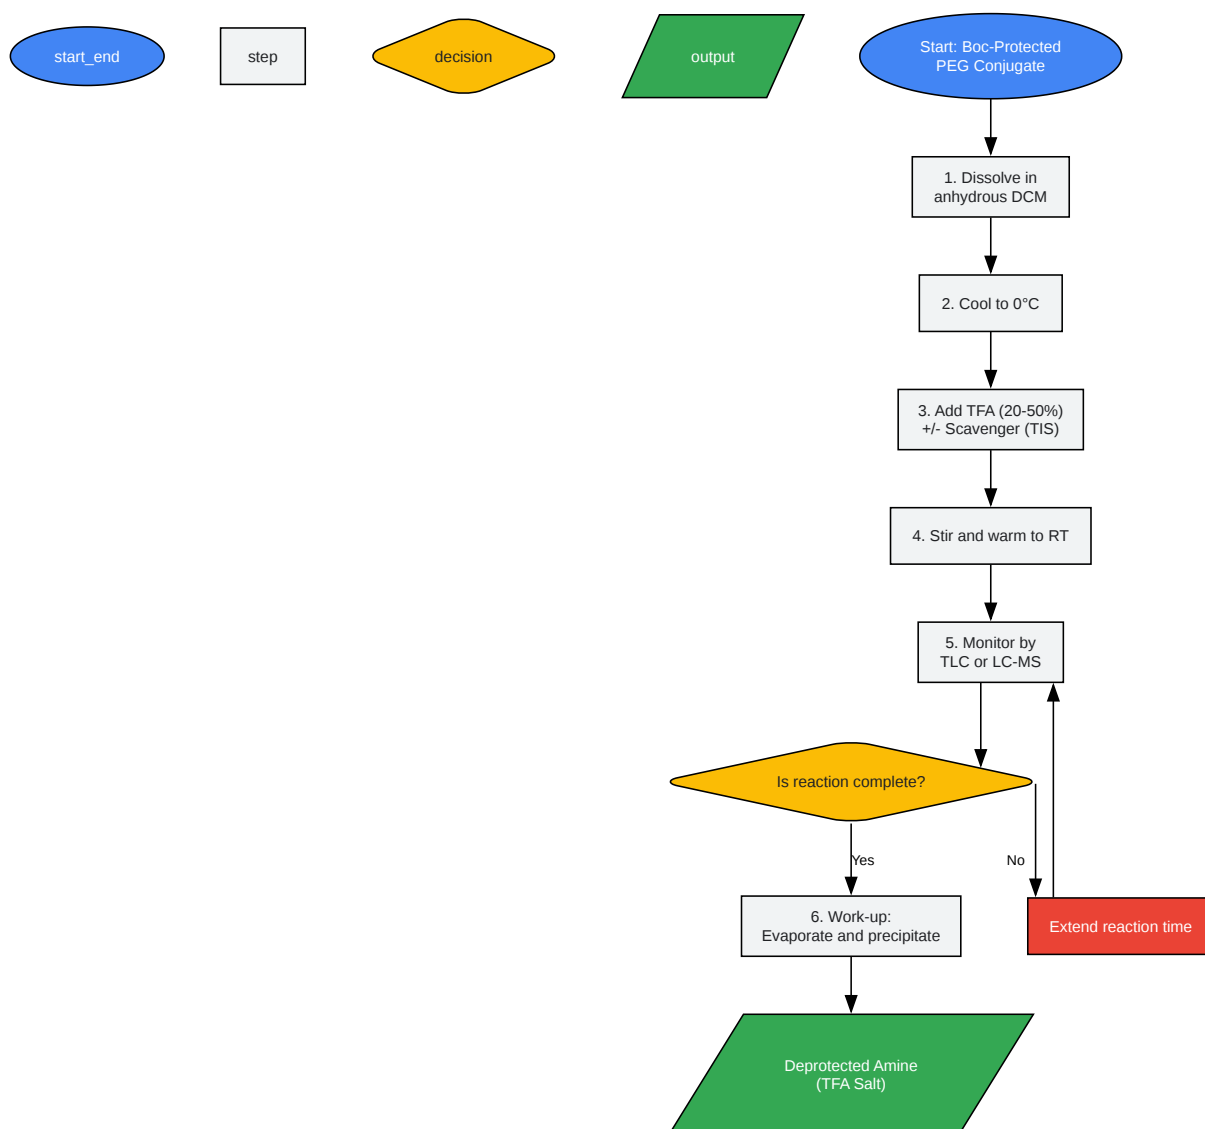 start_end
step
decision
output
Start: Boc-Protected
PEG Conjugate
1. Dissolve in
anhydrous DCM
2. Cool to 0°C
3. Add TFA (20-50%)
+/- Scavenger (TIS)
4. Stir and warm to RT
5. Monitor by
TLC or LC-MS
Is reaction complete?
Yes
No
6. Work-up:
Evaporate and precipitate
Extend reaction time
Deprotected Amine
(TFA Salt)